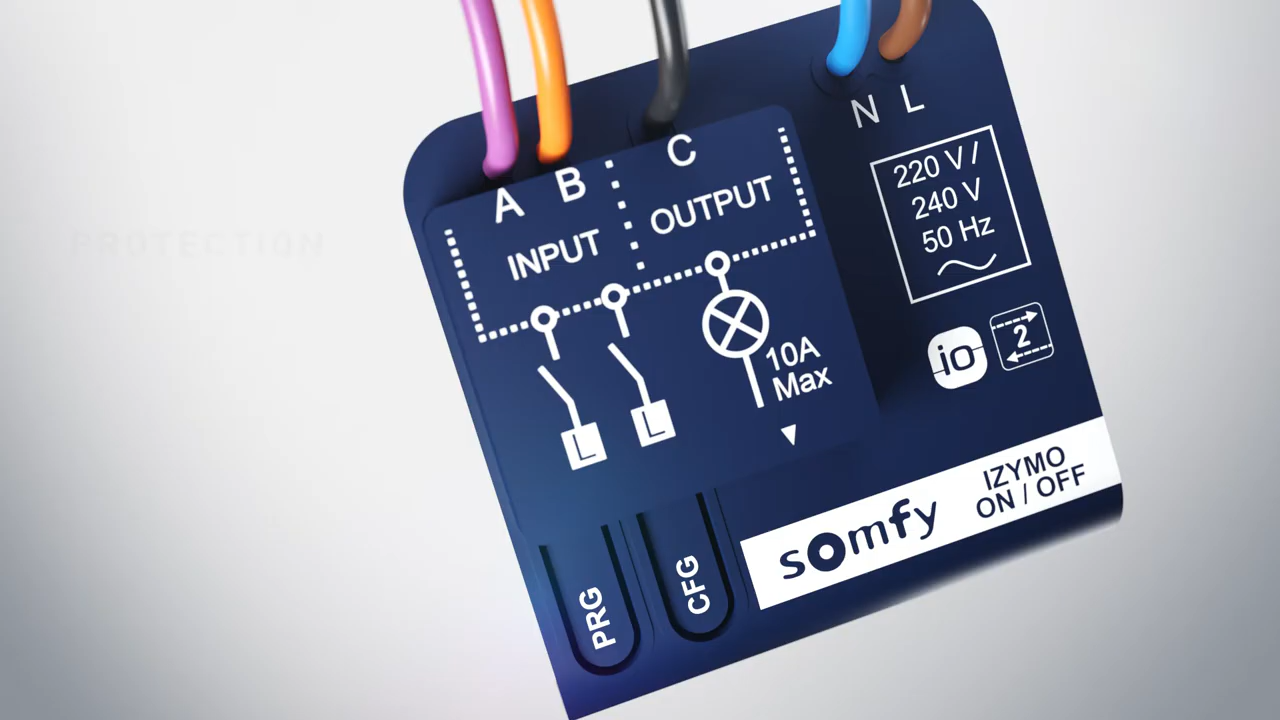 PROTECTION
A B C
INPUT OUTPUT
10A
Max
L L
N L
220 V /
240 V
50 Hz
io 2
somfy
IZYMO
ON / OFF
PRG CFG